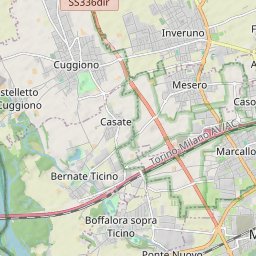 SS336dir
Inveruno
Cuggiono
Mesero
stelletto
Cuggiono
Caso
Casate
Torino-Milano AV/AC
Marcallo
Bernate Ticino
Boffalora sopra
Ticino
Ponte Nuovo
M